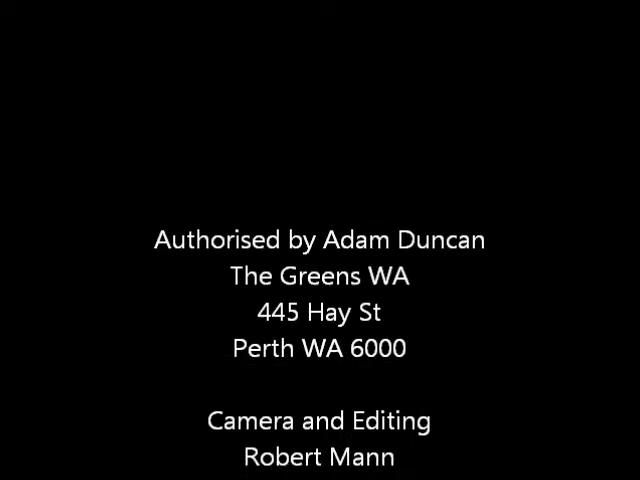 Authorised by Adam Duncan
The Greens WA
445 Hay St
Perth WA 6000
Camera and Editing
Robert Mann